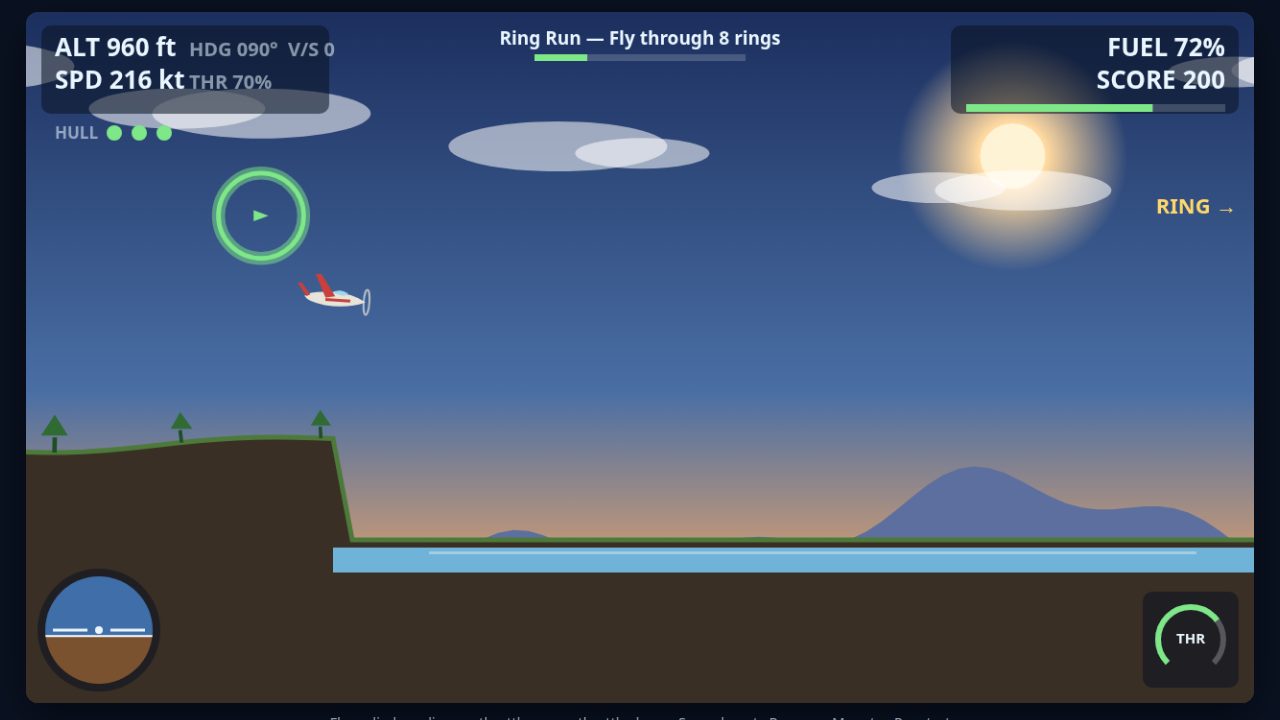 ALT 960 ft HDG 090° V/S 0
SPD 216 kt THR 70%
HULL
Ring Run — Fly through 8 rings
FUEL 72%
SCORE 200
RING →
THR